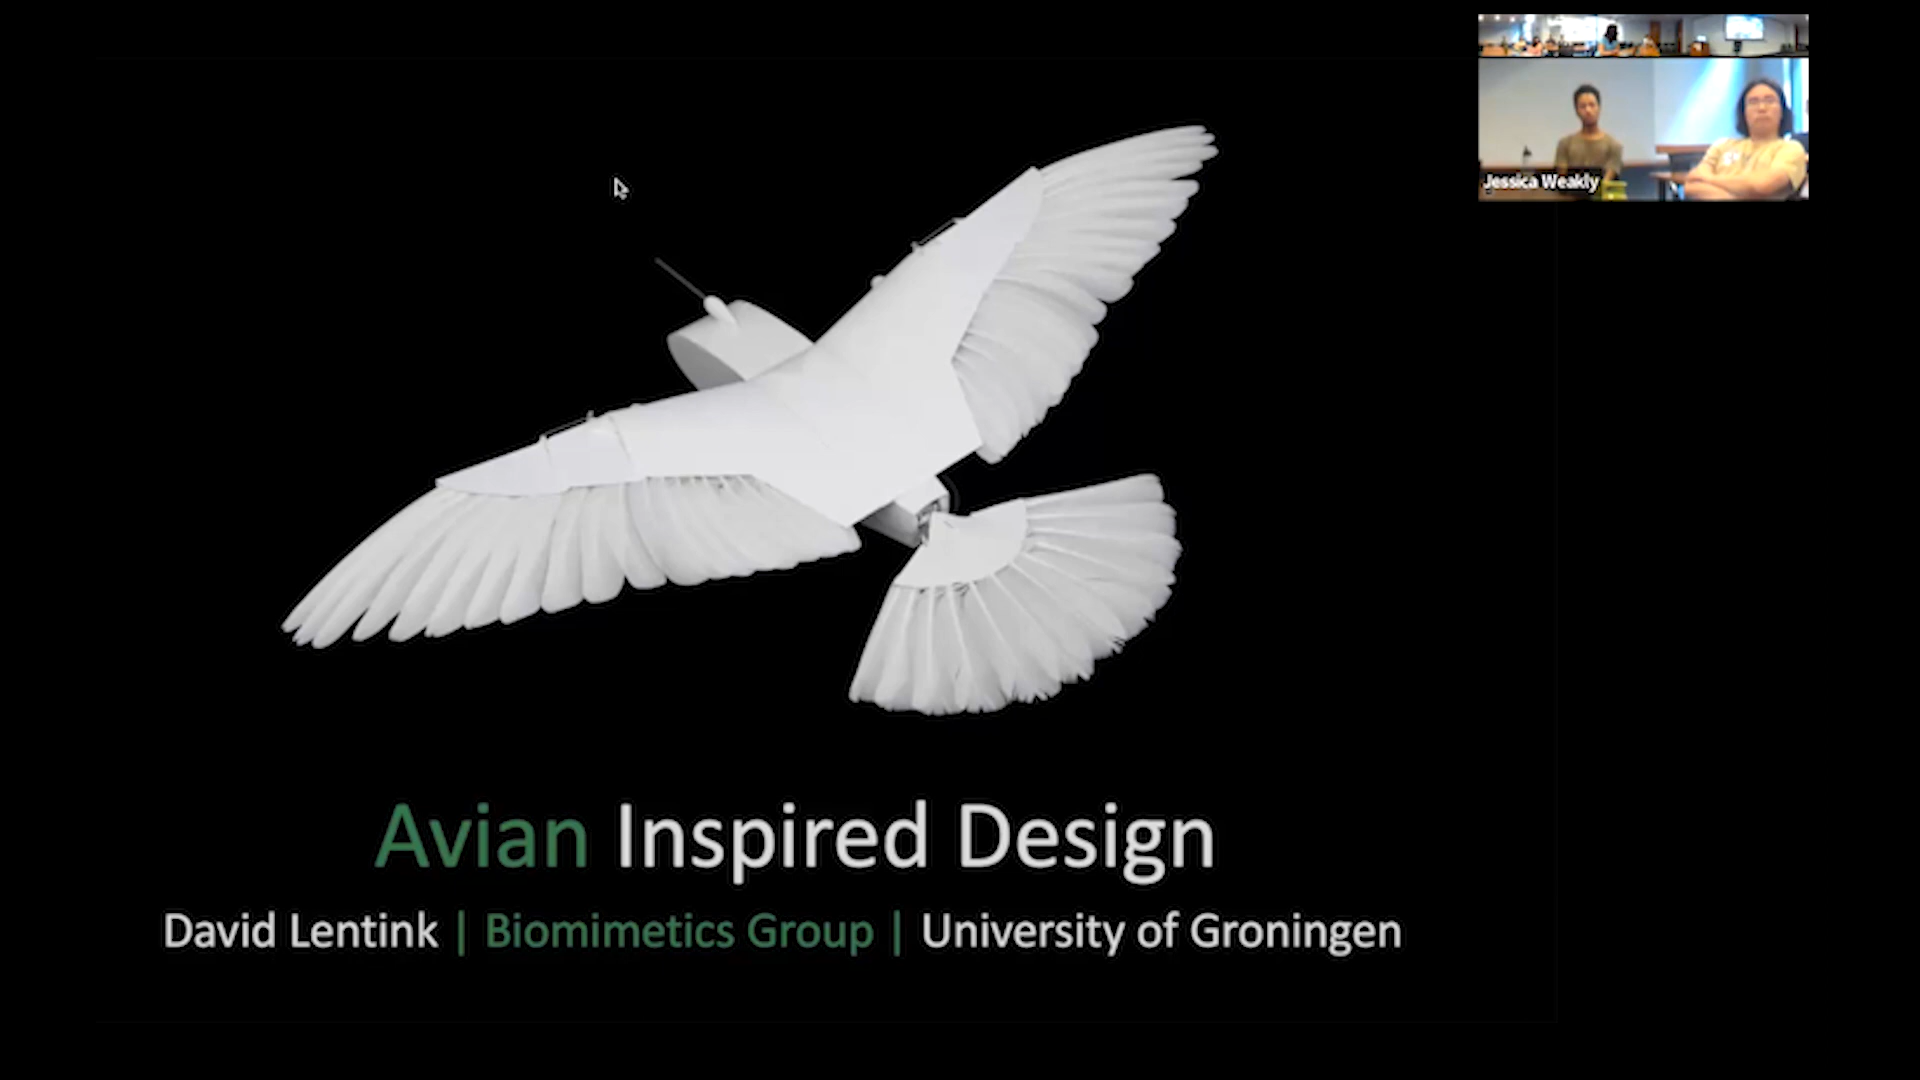 Jessica Weakly
Avian Inspired Design
David Lentink | Biomimetics Group | University of Groningen